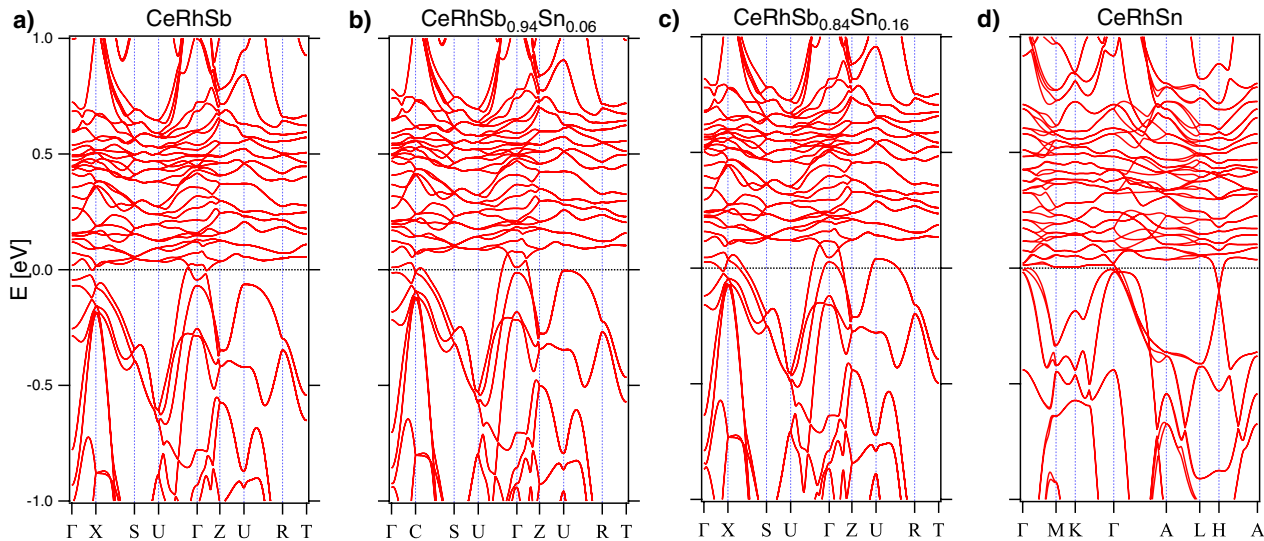 a) CeRhSb b) CeRhSb0.94Sn0.06 c) CeRhSb0.84Sn0.16 d) CeRhSn
1.0
0.5
0.0
-0.5
-1.0
E [eV]
Γ X S U Γ Z U R T
Γ C S U Γ Z U R T
Γ X S U Γ Z U R T
Γ M K Γ A L H A